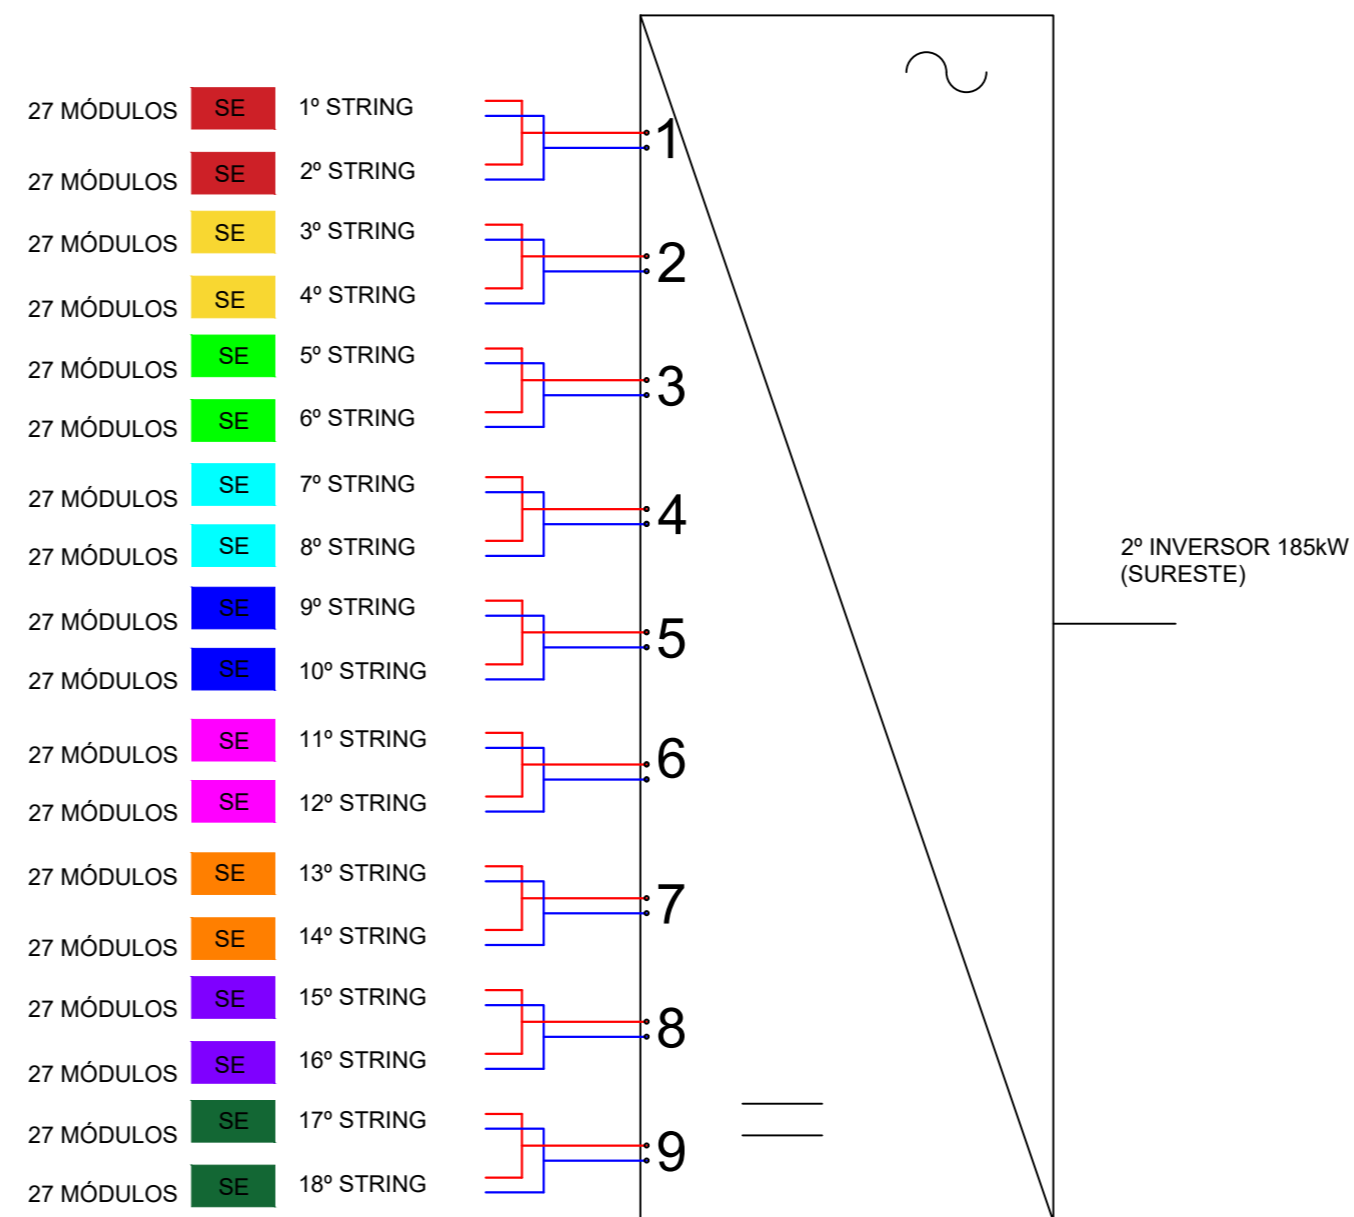 27 MÓDULOS SE 1º STRING
1
27 MÓDULOS SE 2º STRING
27 MÓDULOS SE 3º STRING
2
27 MÓDULOS SE 4º STRING
27 MÓDULOS SE 5º STRING
3
27 MÓDULOS SE 6º STRING
27 MÓDULOS SE 7º STRING
4
27 MÓDULOS SE 8º STRING
2º INVERSOR 185kW
(SURESTE)
27 MÓDULOS SE 9º STRING
5
27 MÓDULOS SE 10º STRING
27 MÓDULOS SE 11º STRING
6
27 MÓDULOS SE 12º STRING
27 MÓDULOS SE 13º STRING
7
27 MÓDULOS SE 14º STRING
27 MÓDULOS SE 15º STRING
8
27 MÓDULOS SE 16º STRING
27 MÓDULOS SE 17º STRING
9
27 MÓDULOS SE 18º STRING